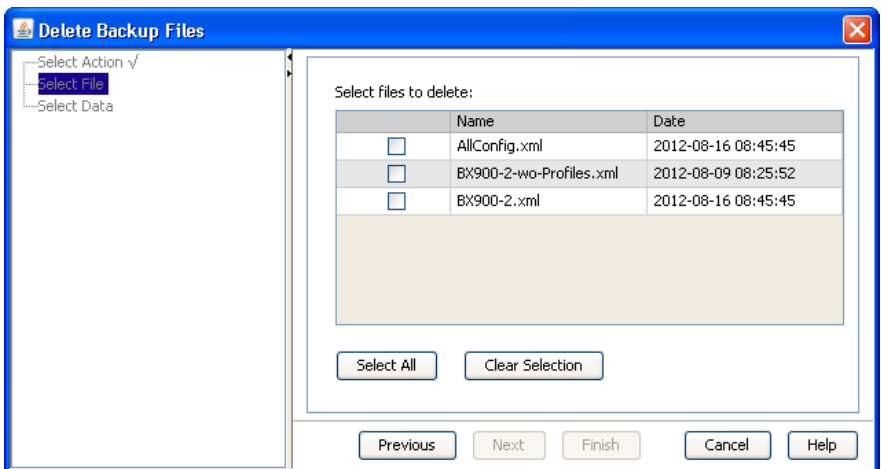 Delete Backup Files
Select Action √
Select File
Select Data
Select files to delete:
Name Date
AllConfig.xml 2012-08-16 08:45:45
BX900-2-wo-Profiles.xml 2012-08-09 08:25:52
BX900-2.xml 2012-08-16 08:45:45
Select All Clear Selection
Previous Next Finish Cancel Help